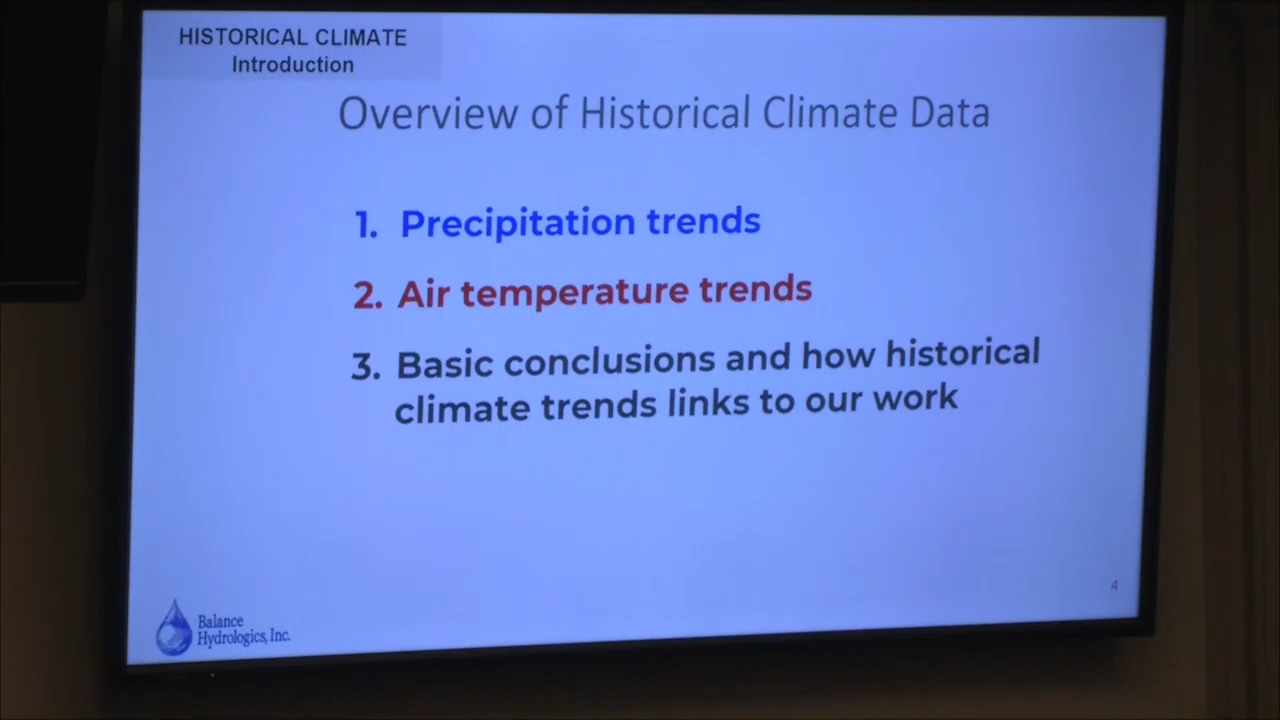 HISTORICAL CLIMATE
Introduction
Overview of Historical Climate Data
1. Precipitation trends
2. Air temperature trends
3. Basic conclusions and how historical
climate trends links to our work
4
Balance
Hydrologics, Inc.